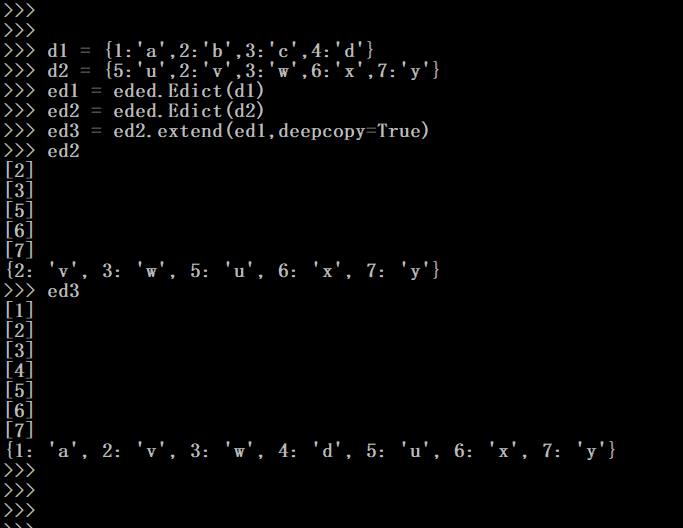 >>>
>>>
>>> d1 = {1:'a',2:'b',3:'c',4:'d'}
>>> d2 = {5:'u',2:'v',3:'w',6:'x',7:'y'}
>>> ed1 = eded.Edict(d1)
>>> ed2 = eded.Edict(d2)
>>> ed3 = ed2.extend(ed1,deepcopy=True)
>>> ed2
[2]
[3]
[5]
[6]
[7]
{2: 'v', 3: 'w', 5: 'u', 6: 'x', 7: 'y'}
>>> ed3
[1]
[2]
[3]
[4]
[5]
[6]
[7]
{1: 'a', 2: 'v', 3: 'w', 4: 'd', 5: 'u', 6: 'x', 7: 'y'}
>>>
>>>
>>>
>>>